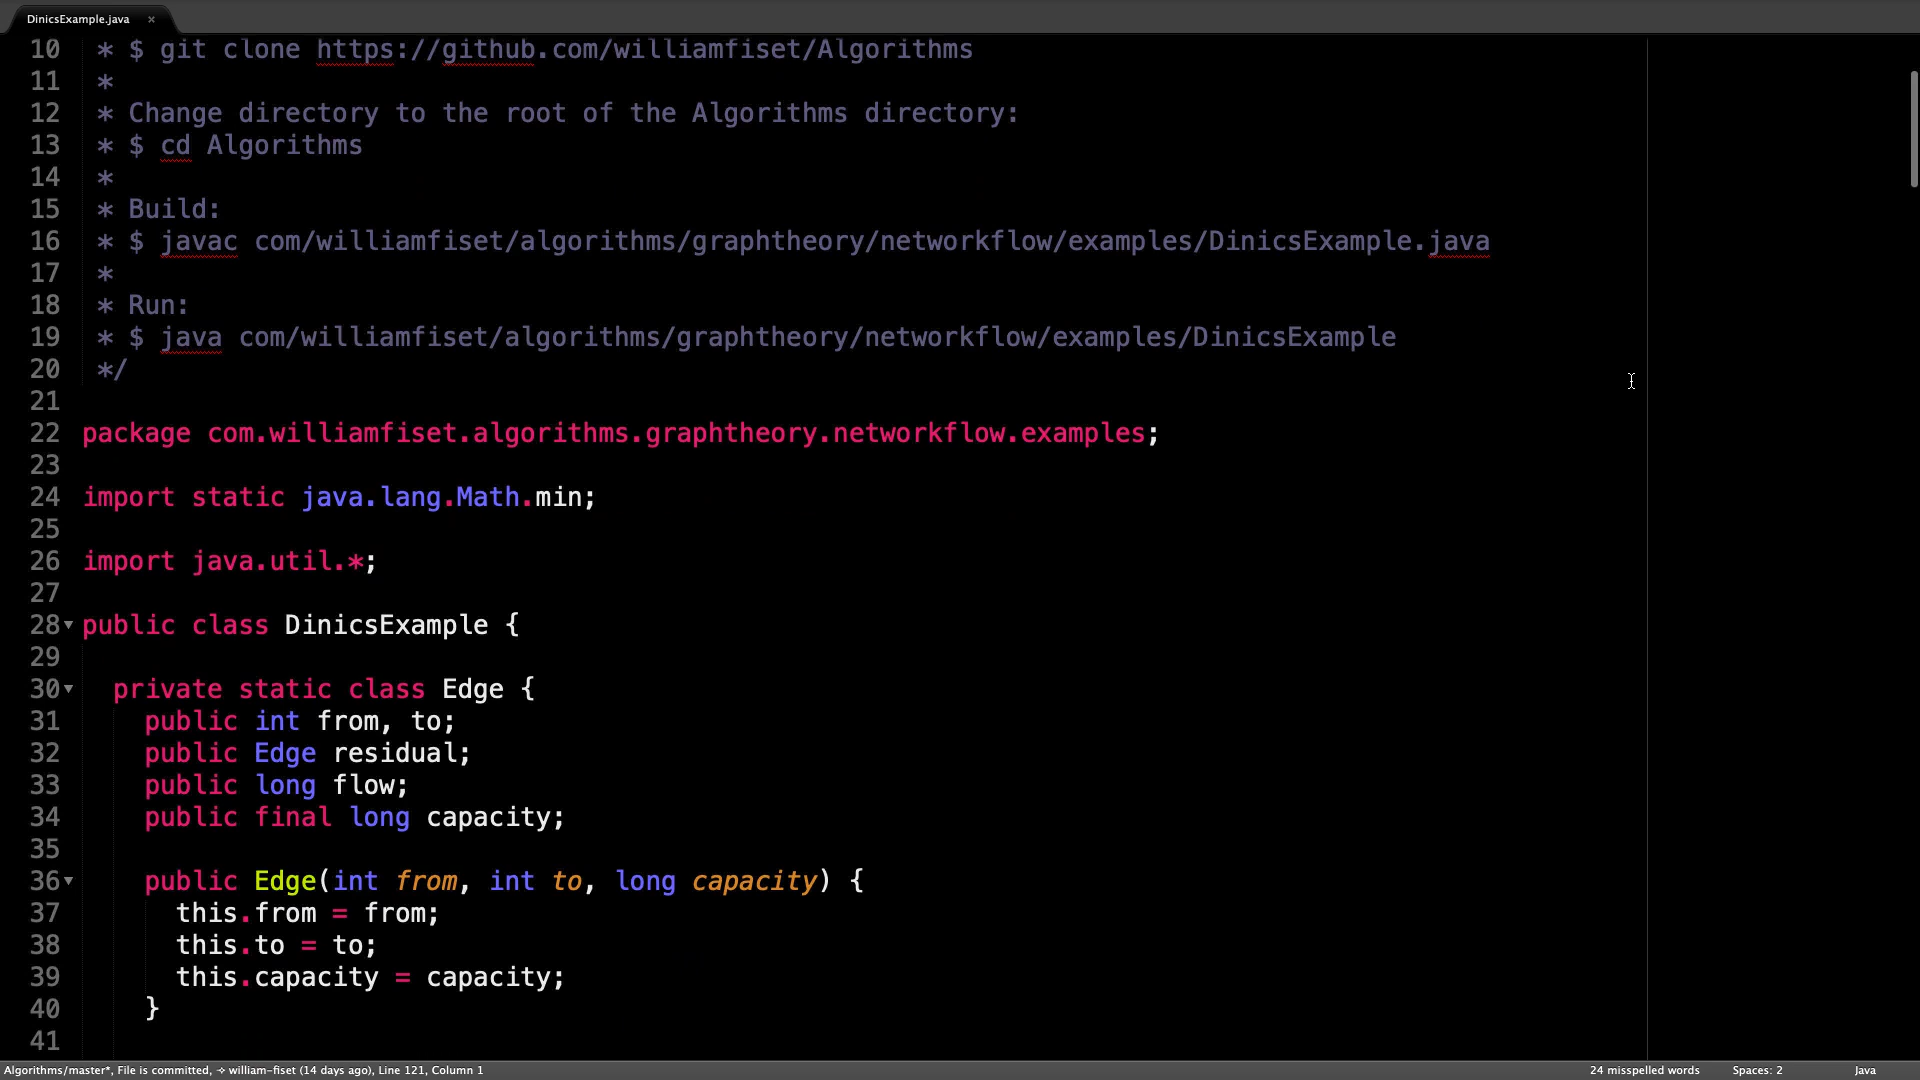 DinicsExample.java ×
10 * $ git clone https://github.com/williamfiset/Algorithms
11 *
12 * Change directory to the root of the Algorithms directory:
13 * $ cd Algorithms
14 *
15 * Build:
16 * $ javac com/williamfiset/algorithms/graphtheory/networkflow/examples/DinicsExample.java
17 *
18 * Run:
19 * $ java com/williamfiset/algorithms/graphtheory/networkflow/examples/DinicsExample
20 */
21
22 package com.williamfiset.algorithms.graphtheory.networkflow.examples;
23
24 import static java.lang.Math.min;
25
26 import java.util.*;
27
28 public class DinicsExample {
29
30 private static class Edge {
31 public int from, to;
32 public Edge residual;
33 public long flow;
34 public final long capacity;
35
36 public Edge(int from, int to, long capacity) {
37 this.from = from;
38 this.to = to;
39 this.capacity = capacity;
40 }
41
Algorithms/master*, File is committed, ✧ william-fiset (14 days ago), Line 121, Column 1 24 misspelled words Spaces: 2 Java